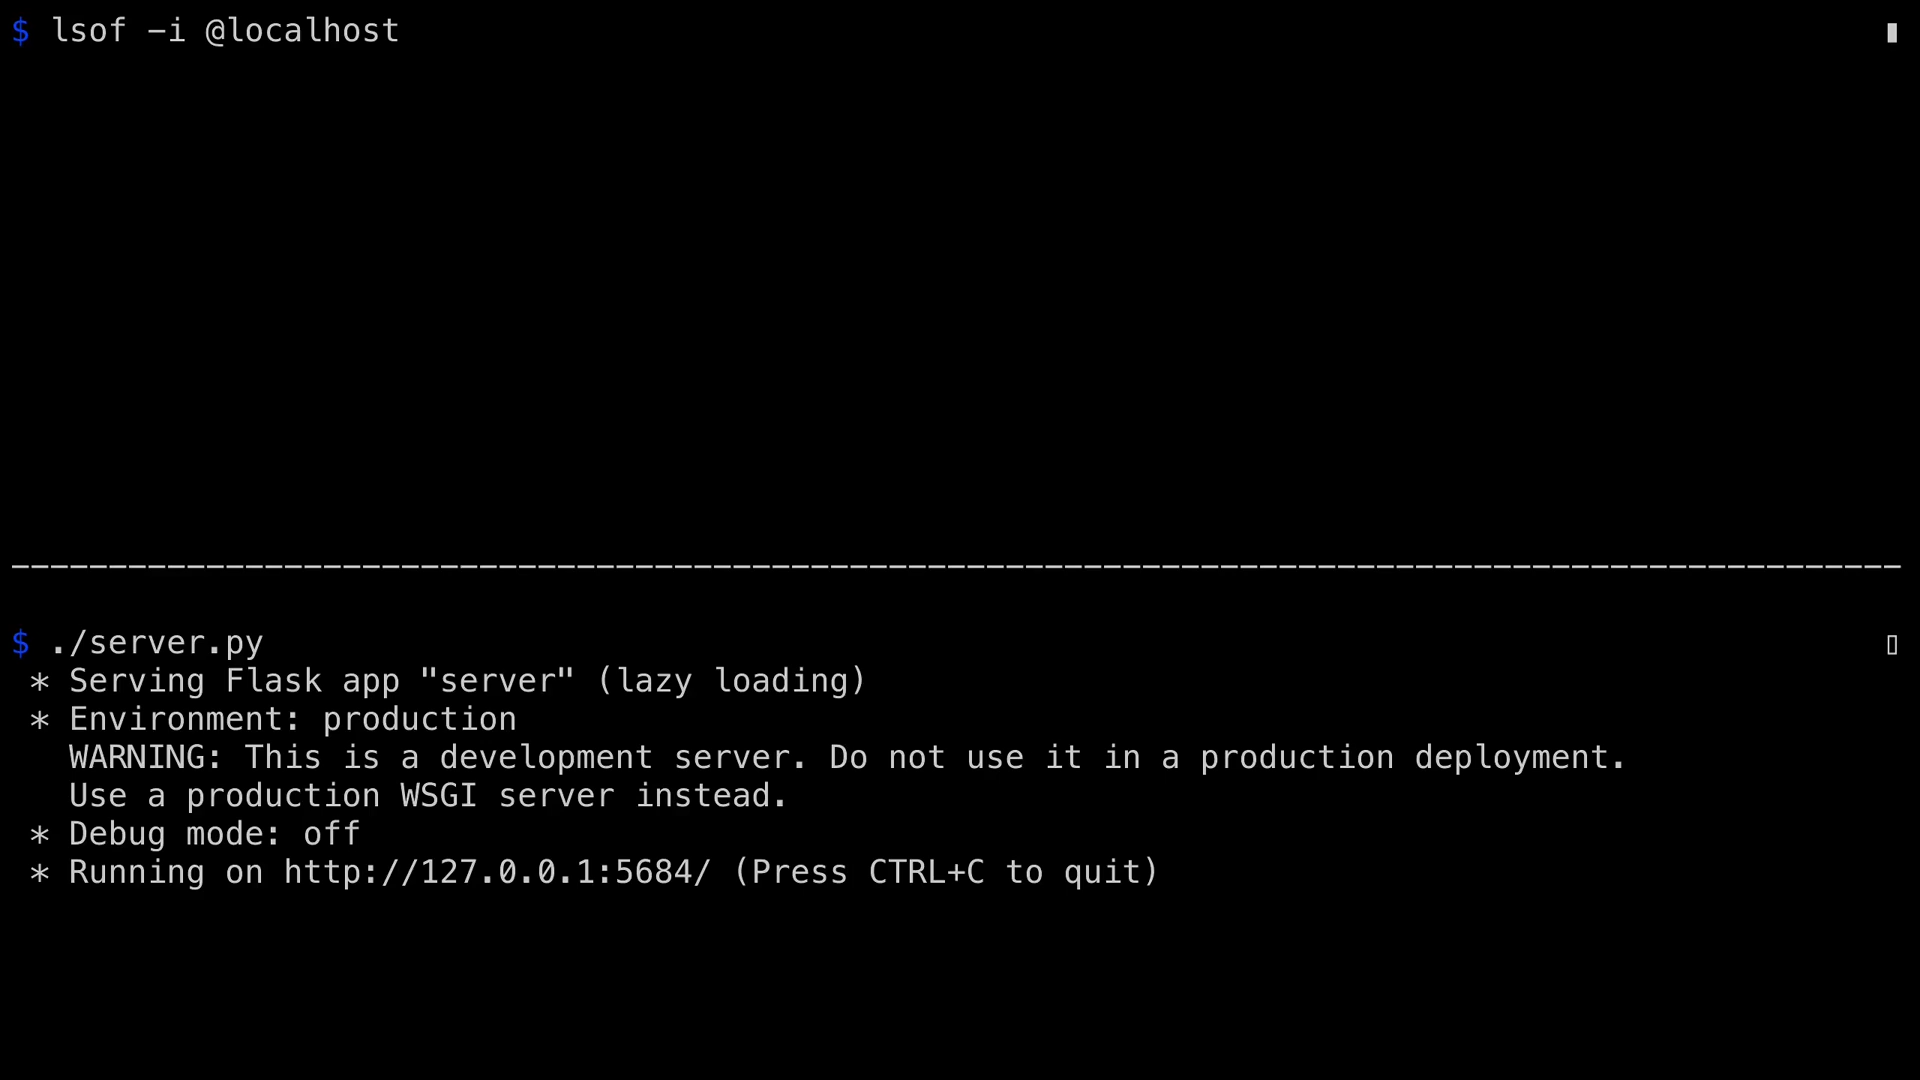 $ lsof -i @localhost
$ ./server.py
 * Serving Flask app "server" (lazy loading)
 * Environment: production
   WARNING: This is a development server. Do not use it in a production deployment.
   Use a production WSGI server instead.
 * Debug mode: off
 * Running on http://127.0.0.1:5684/ (Press CTRL+C to quit)